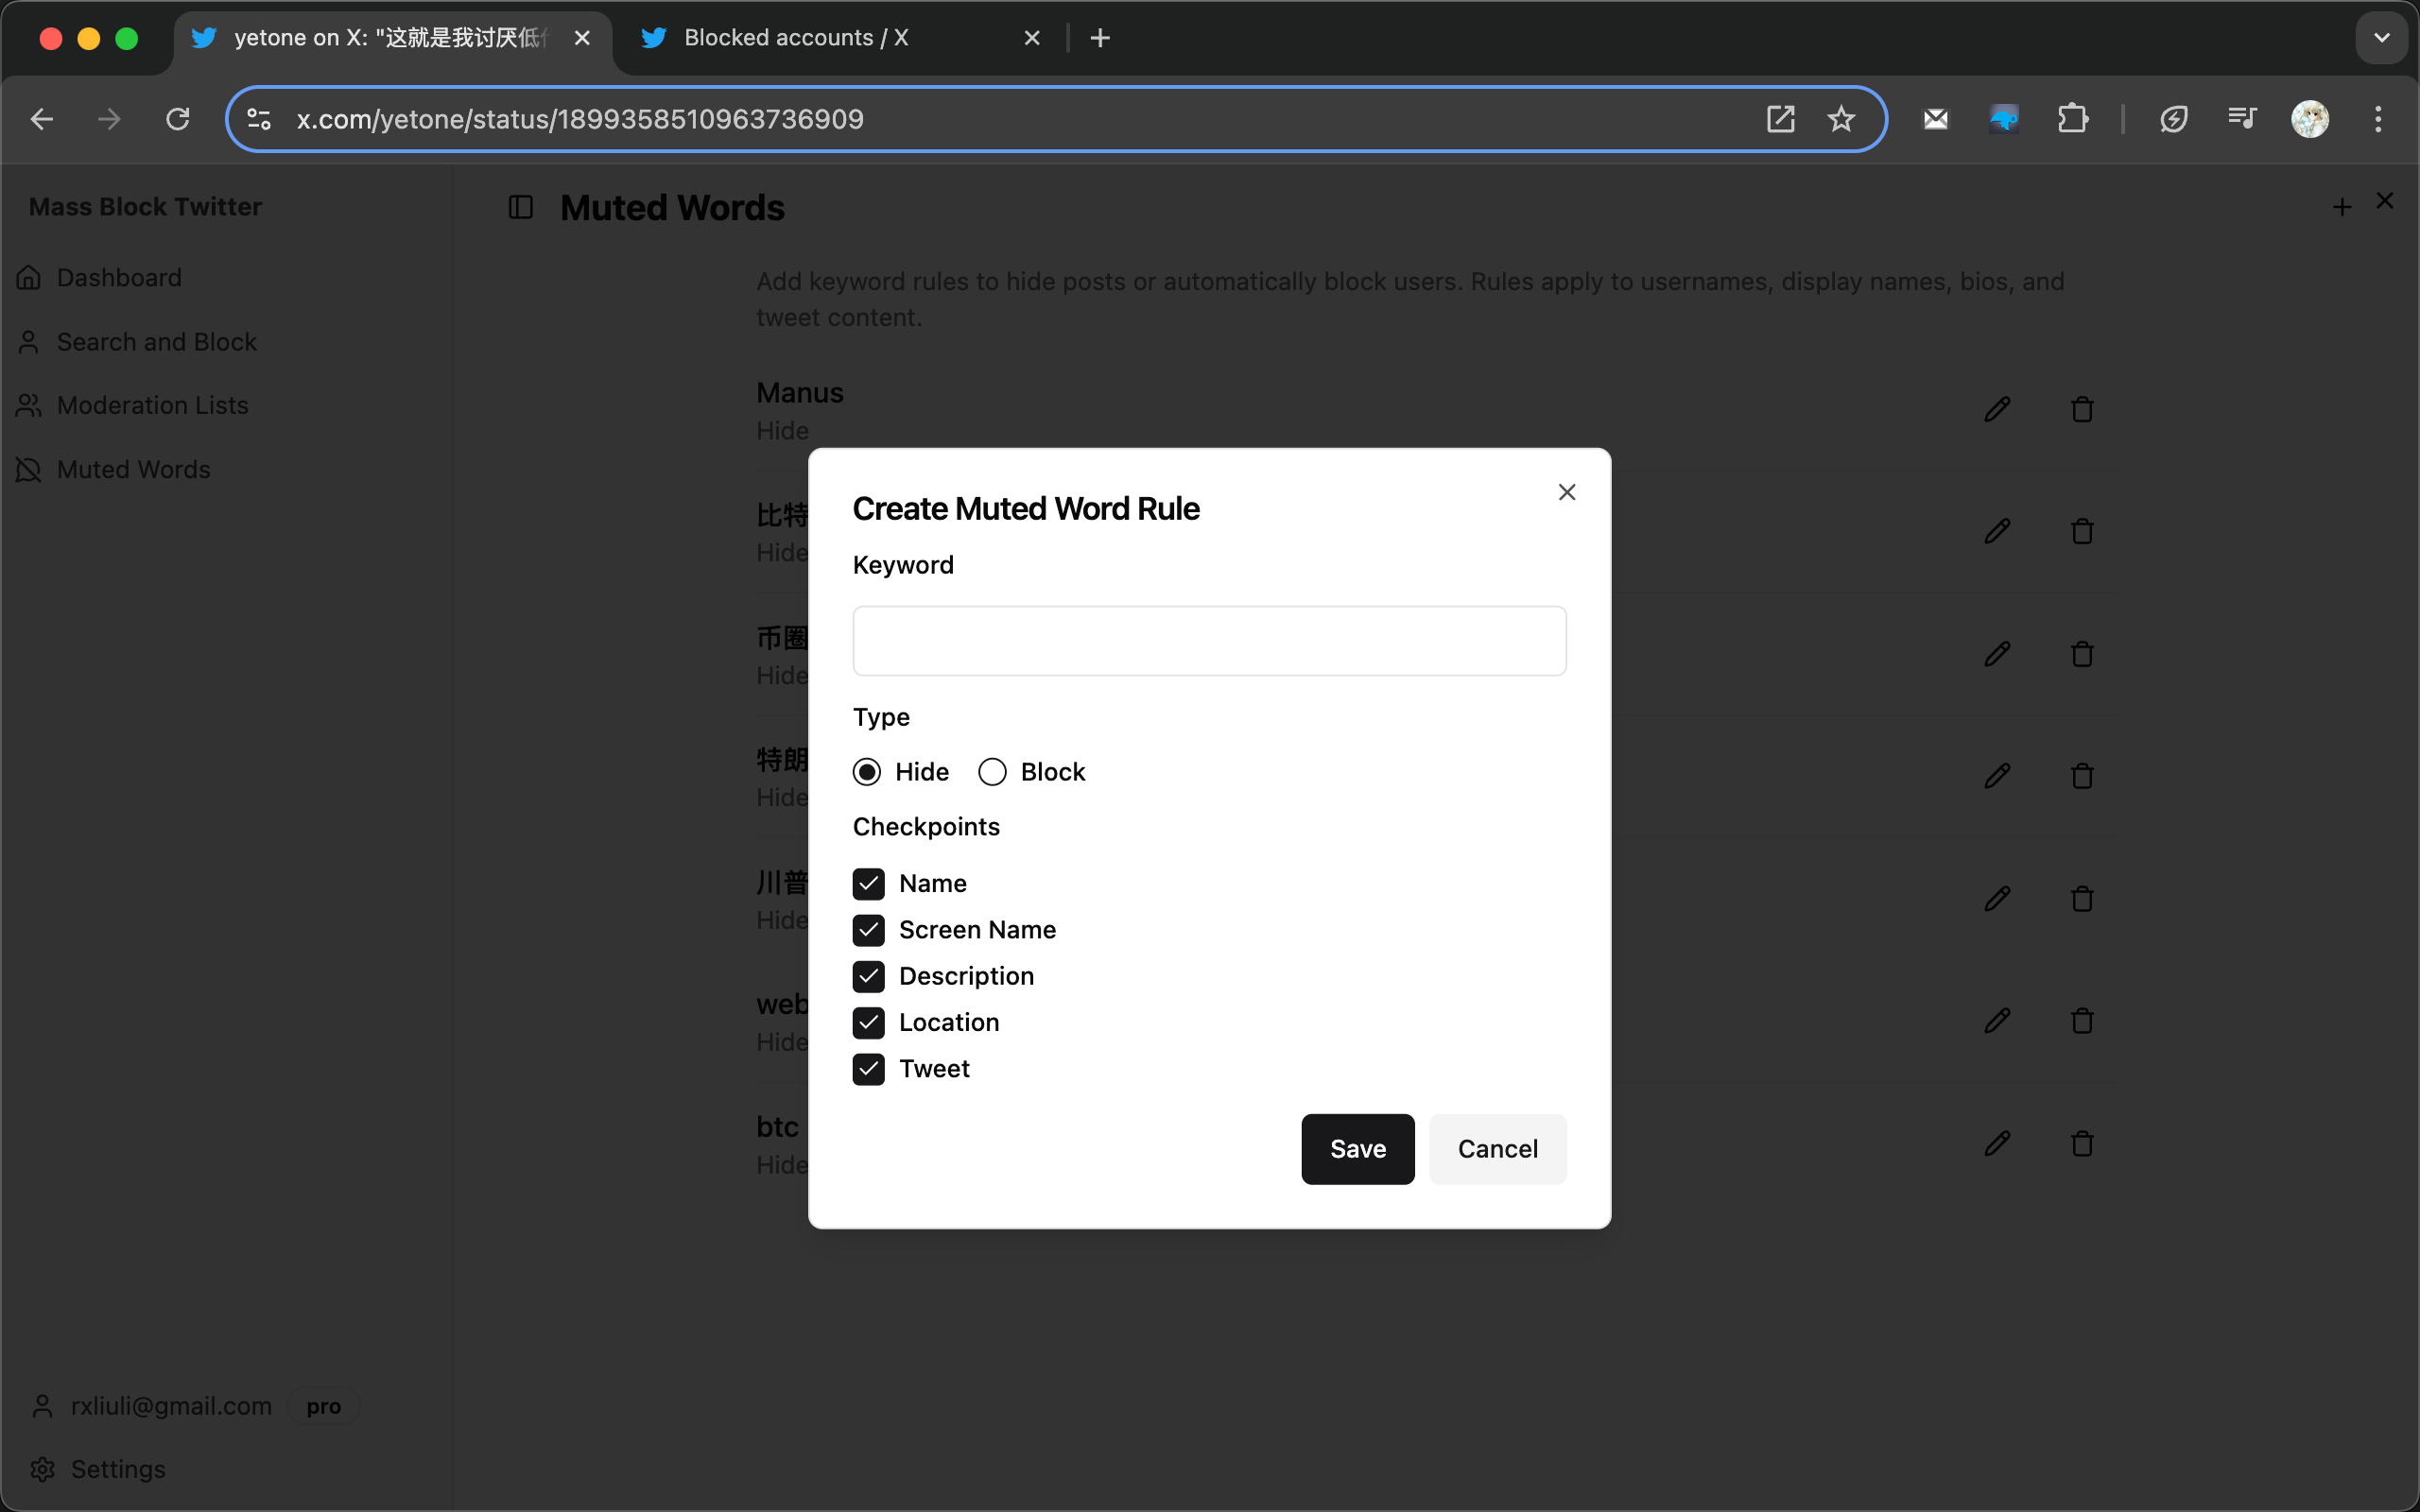 yetone on X: "这就是我讨厌低
Blocked accounts / X
x.com/yetone/status/1899358510963736909
Mass Block Twitter
Dashboard
Search and Block
Moderation Lists
Muted Words
Muted Words
Add keyword rules to hide posts or automatically block users. Rules apply to usernames, display names, bios, and
tweet content.
Manus
Hide
比特
Hide
币圈
Hide
特朗
Hide
川普
Hide
web
Hide
btc
Hide
Create Muted Word Rule
Keyword
Type
Hide
Block
Checkpoints
Name
Screen Name
Description
Location
Tweet
Save
Cancel
rxliuli@gmail.com
pro
Settings